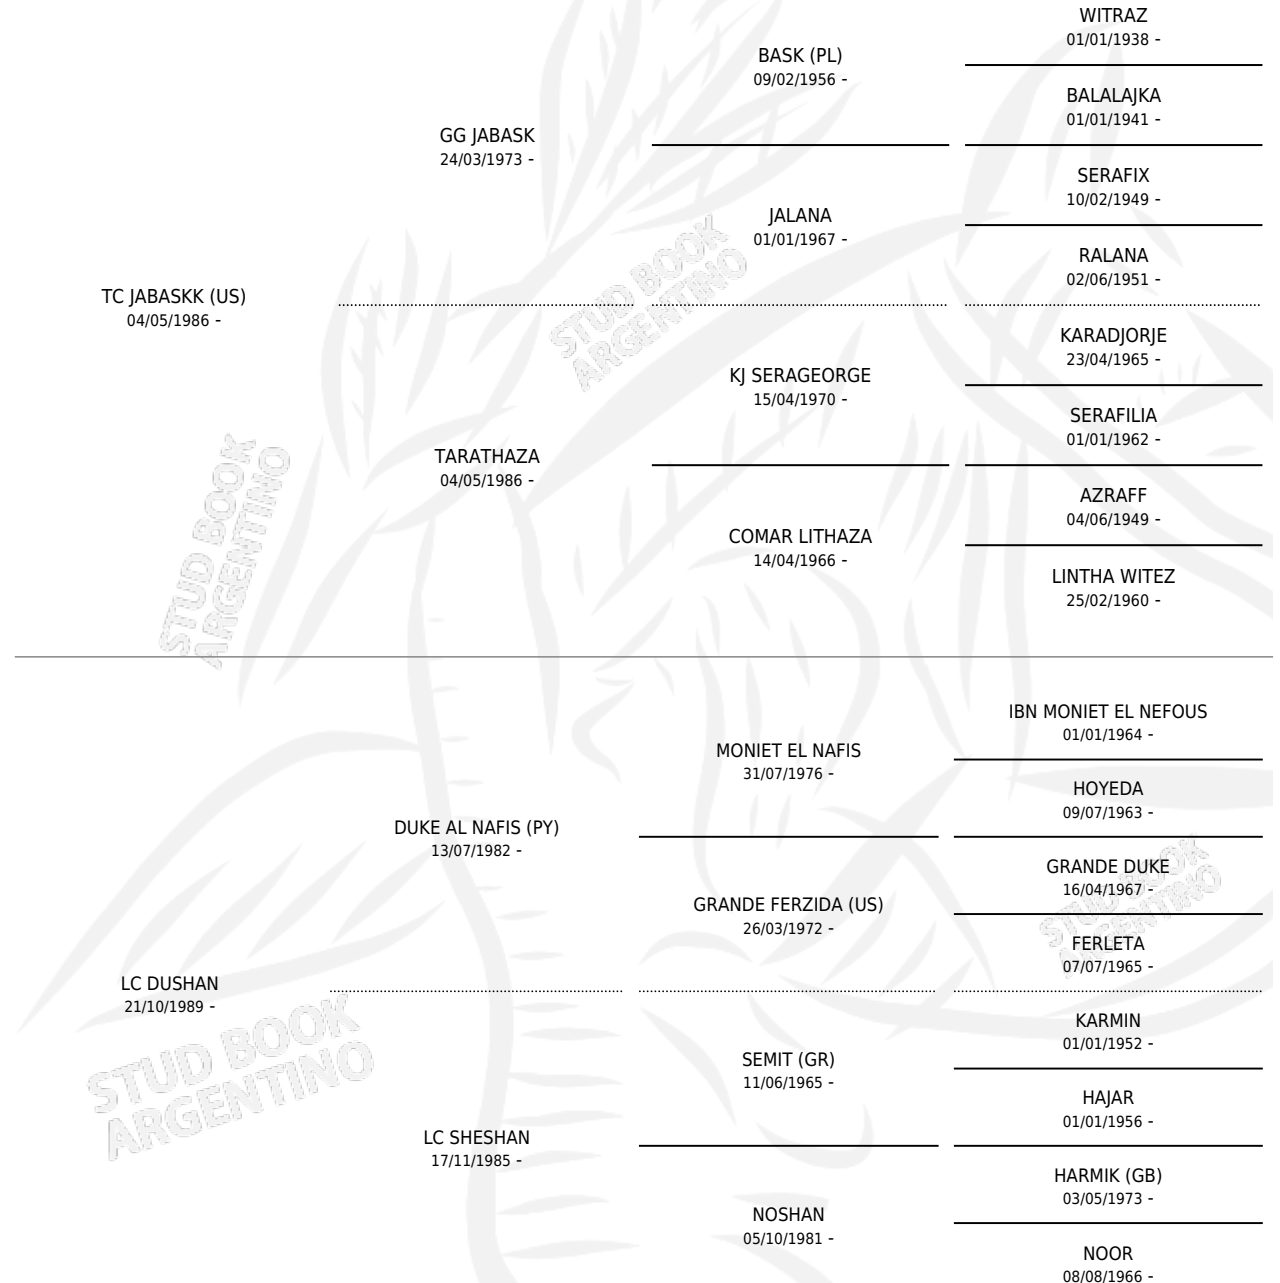 WITRAZ
01/01/1938 -
BASK (PL)
09/02/1956 -
BALALAJKA
01/01/1941 -
GG JABASK
24/03/1973 -
SERAFIX
10/02/1949 -
JALANA
01/01/1967 -
RALANA
02/06/1951 -
TC JABASKK (US)
04/05/1986 -
KARADJORJE
23/04/1965 -
KJ SERAGEORGE
15/04/1970 -
SERAFILIA
01/01/1962 -
TARATHAZA
04/05/1986 -
AZRAFF
04/06/1949 -
COMAR LITHAZA
14/04/1966 -
LINTHA WITEZ
25/02/1960 -
STUD BOOK
ARGENTINO
STUD BOOK
ARGENTINO
IBN MONIET EL NEFOUS
01/01/1964 -
MONIET EL NAFIS
31/07/1976 -
HOYEDA
09/07/1963 -
DUKE AL NAFIS (PY)
13/07/1982 -
GRANDE DUKE
16/04/1967 -
GRANDE FERZIDA (US)
26/03/1972 -
FERLETA
07/07/1965 -
LC DUSHAN
21/10/1989 -
KARMIN
01/01/1952 -
SEMIT (GR)
11/06/1965 -
HAJAR
01/01/1956 -
LC SHESHAN
17/11/1985 -
HARMIK (GB)
03/05/1973 -
NOSHAN
05/10/1981 -
NOOR
08/08/1966 -
STUD BOOK
ARGENTINO
STUD BOOK
ARGENTINO